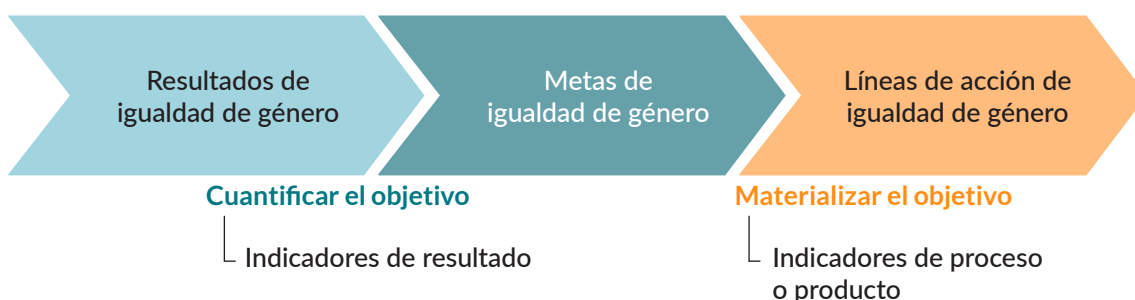 Resultados de
igualdad de género
Metas de
igualdad de género
Líneas de acción de
igualdad de género
Cuantificar el objetivo
Indicadores de resultado
Materializar el objetivo
Indicadores de proceso
o producto